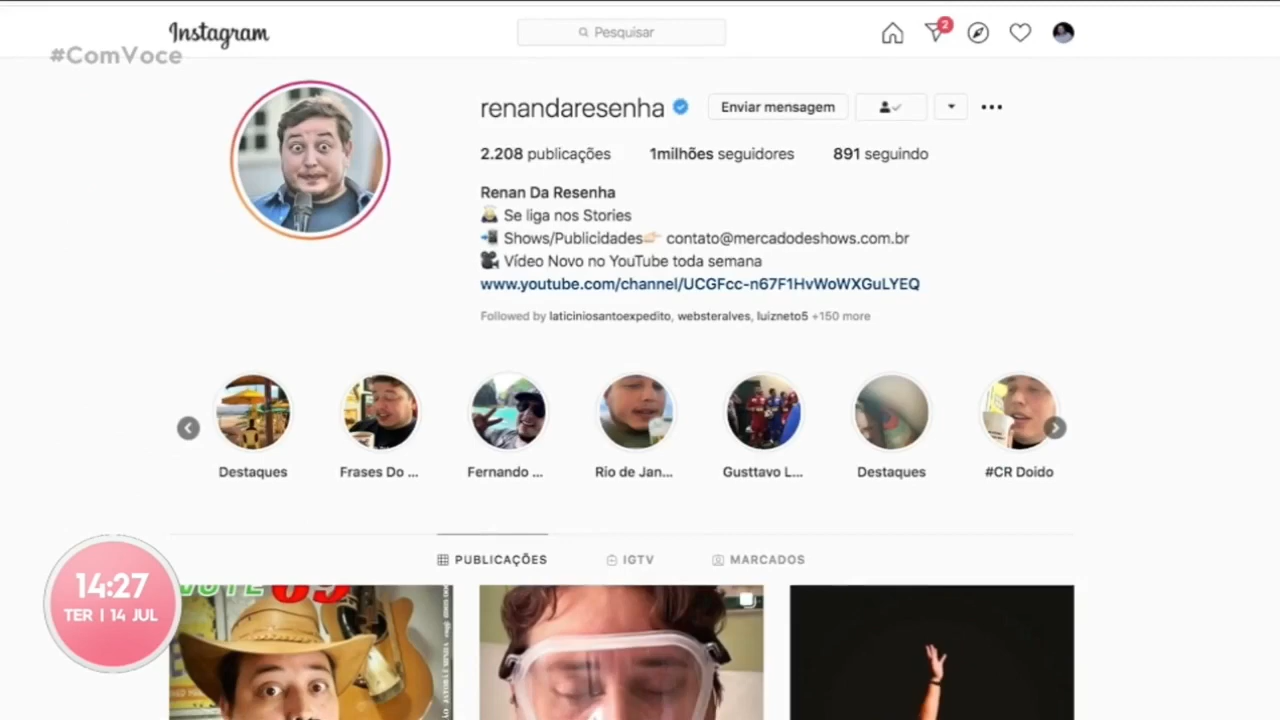 Instagram
Pesquisar
2
#ComVoce
renandaresenha
Enviar mensagem
2.208 publicações 1milhões seguidores 891 seguindo
Renan Da Resenha
Se liga nos Stories
Shows/Publicidades contato@mercadodeshows.com.br
Vídeo Novo no YouTube toda semana
www.youtube.com/channel/UCGFcc-n67F1HvWoWXGuLYEQ
Followed by laticiniosantoexpedito, websteralves, luizneto5 +150 more
Destaques Frases Do ... Fernando ... Rio de Jan... Gusttavo L... Destaques #CR Doido
PUBLICAÇÕES IGTV MARCADOS
14:27
TER | 14 JUL
VOTE 69